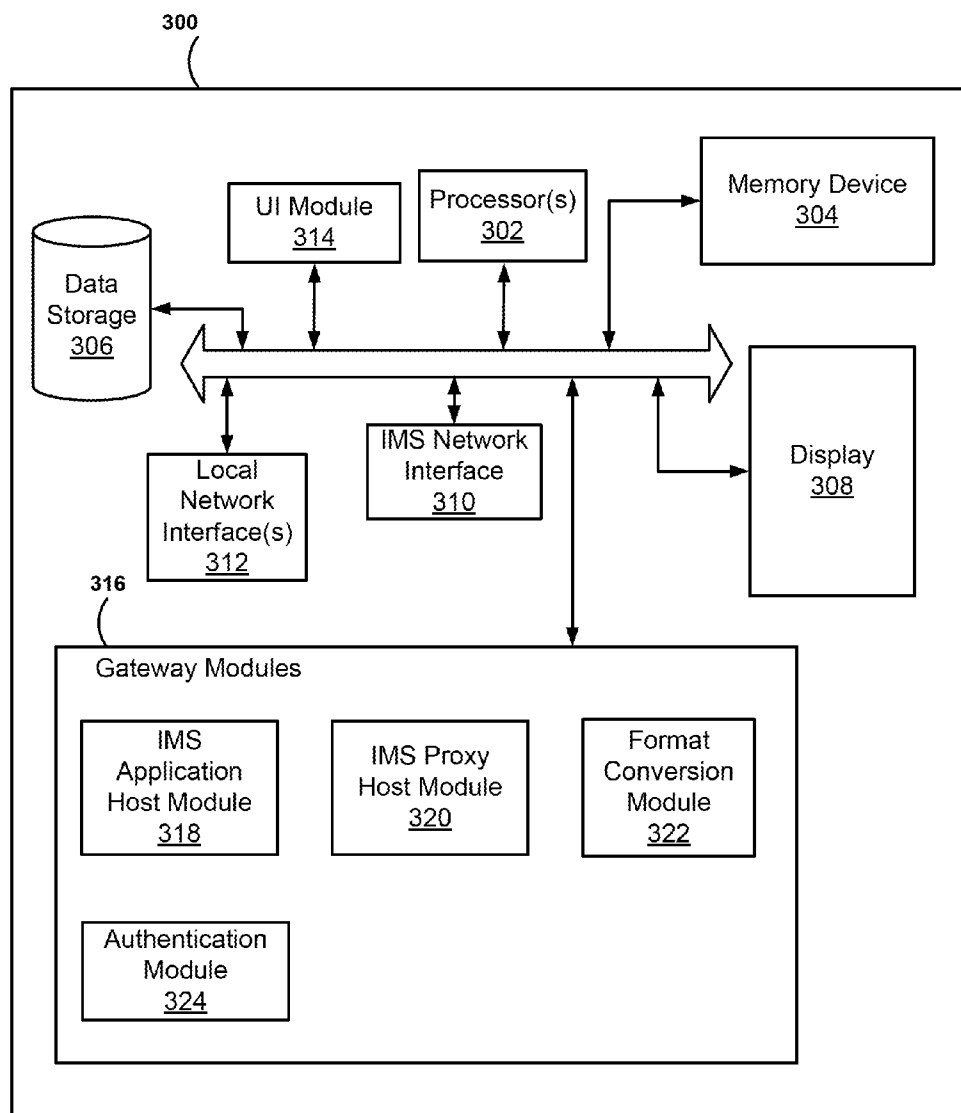 300
UI Module
314
Processor(s)
302
Memory Device
304
Data
Storage
306
Local
Network
Interface(s)
312
IMS Network
Interface
310
Display
308
316
Gateway Modules
IMS
Application
Host Module
318
IMS Proxy
Host Module
320
Format
Conversion
Module
322
Authentication
Module
324